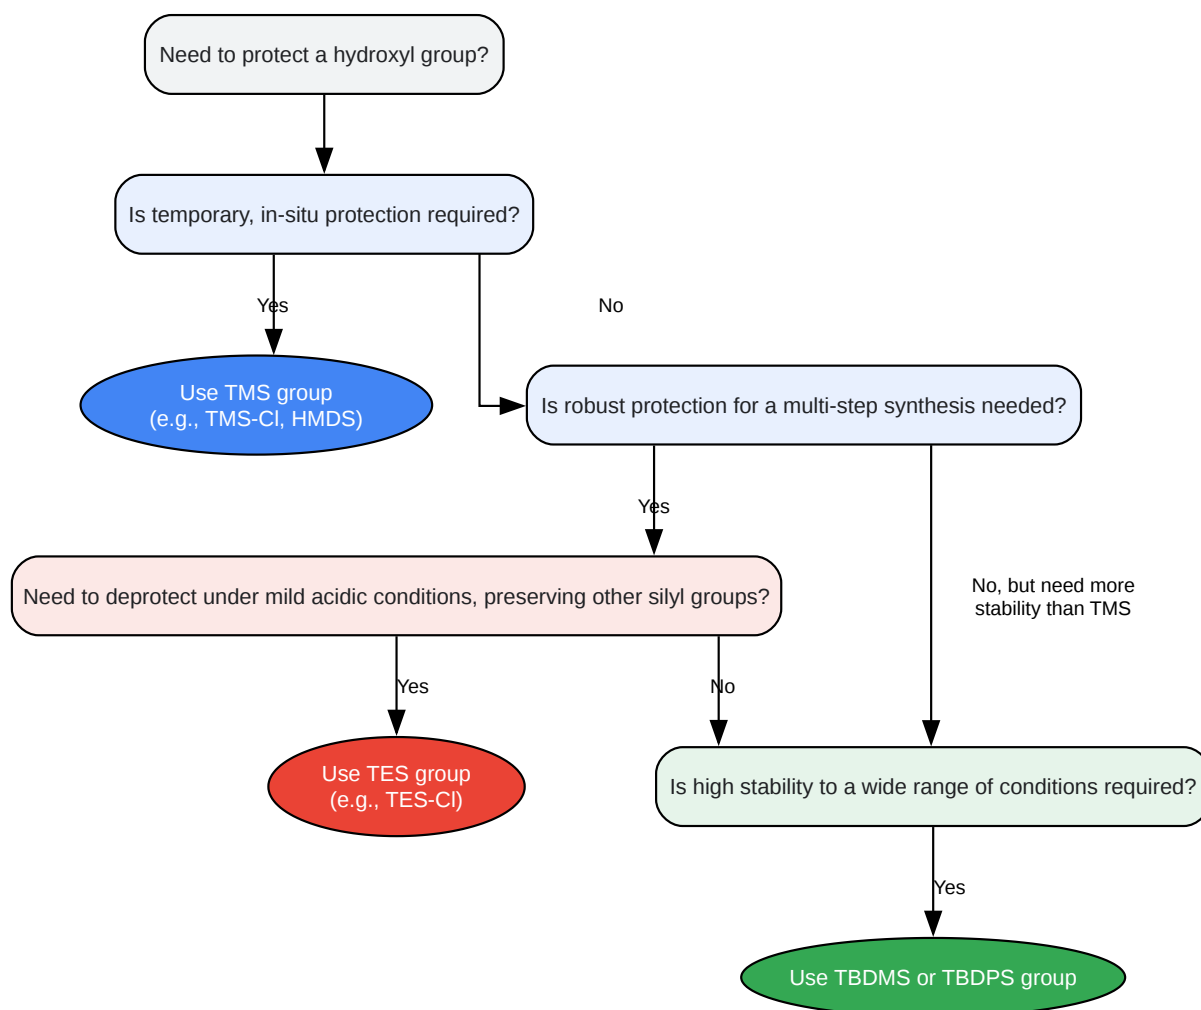 Need to protect a hydroxyl group?
Is temporary, in-situ protection required?
Yes
No
Use TMS group
(e.g., TMS-Cl, HMDS)
Is robust protection for a multi-step synthesis needed?
Yes
No, but need more
stability than TMS
Need to deprotect under mild acidic conditions, preserving other silyl groups?
Yes
No
Use TES group
(e.g., TES-Cl)
Is high stability to a wide range of conditions required?
Yes
Use TBDMS or TBDPS group